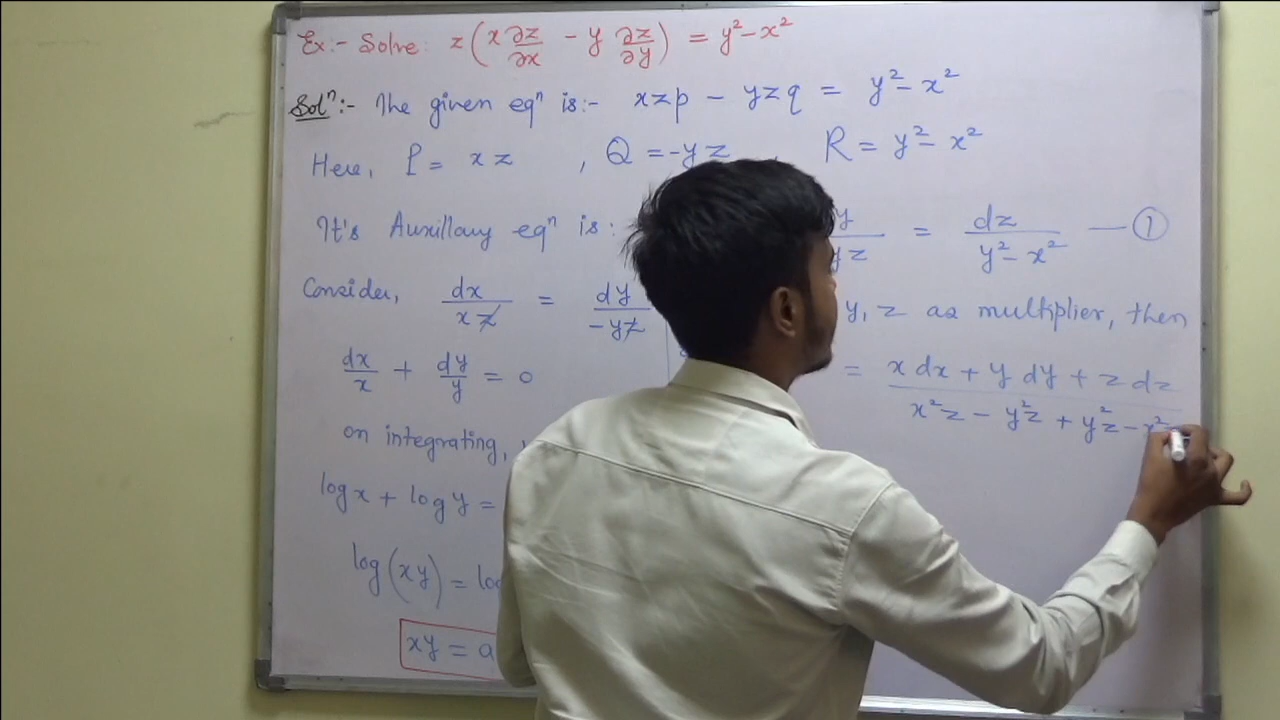 Ex:- Solve: z(x ∂z/∂x - y ∂z/∂y) = y² - x²
Solⁿ:- The given eqⁿ is:- xzp - yzq = y² - x²
Here, P = xz , Q = -yz , R = y² - x²
It's Auxillary eqⁿ is:
y/yz = dz/(y² - x²) — ①
Consider, dx/xz = dy/-yz
dx/x + dy/y = 0
on integrating,
log x + log y =
log(xy) =
xy = a
y, z as multiplier, then
= (x dx + y dy + z dz)/(x²z - y²z + y²z - x²